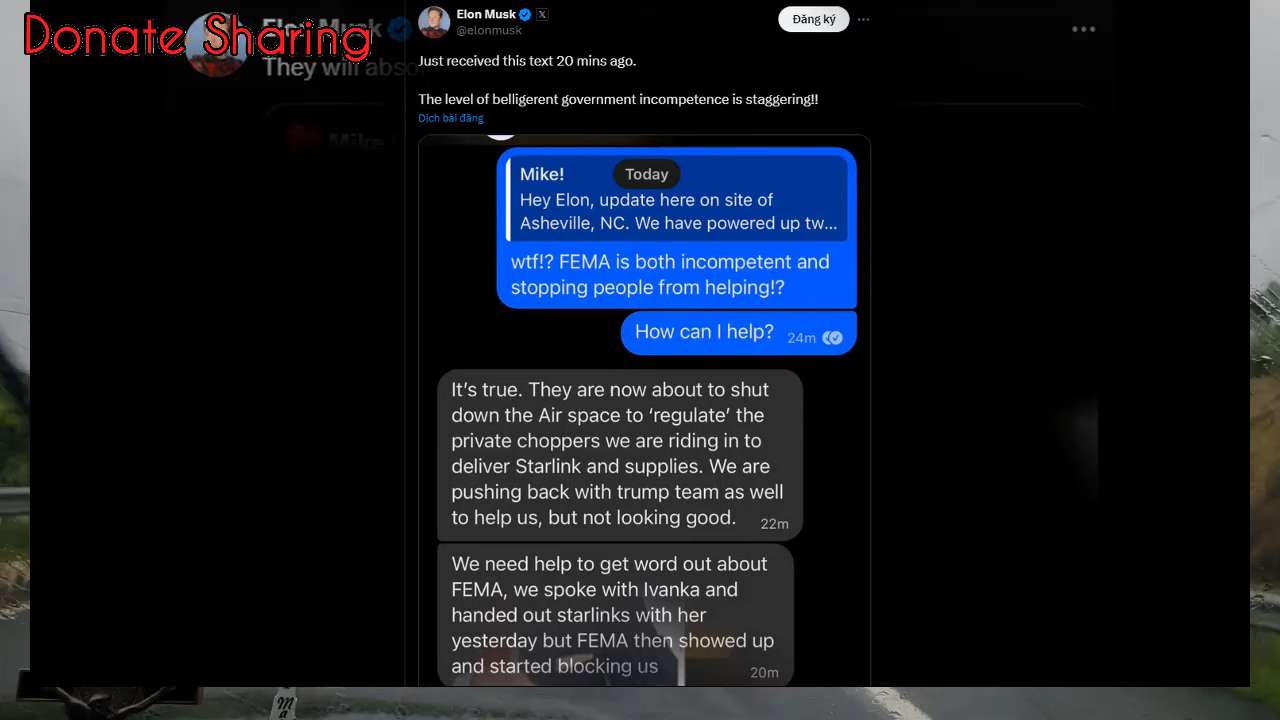 Donate Sharing
Elon Musk
They will abso
Mike
Elon Musk
@elonmusk
Đăng ký
Just received this text 20 mins ago.
The level of belligerent government incompetence is staggering!!
Dịch bài đăng
Mike!
Today
Hey Elon, update here on site of
Asheville, NC. We have powered up tw...
wtf!? FEMA is both incompetent and
stopping people from helping!?
How can I help?
24m
It's true. They are now about to shut
down the Air space to ‘regulate’ the
private choppers we are riding in to
deliver Starlink and supplies. We are
pushing back with trump team as well
to help us, but not looking good.
22m
We need help to get word out about
FEMA, we spoke with Ivanka and
handed out starlinks with her
yesterday but FEMA then showed up
and started blocking us
20m